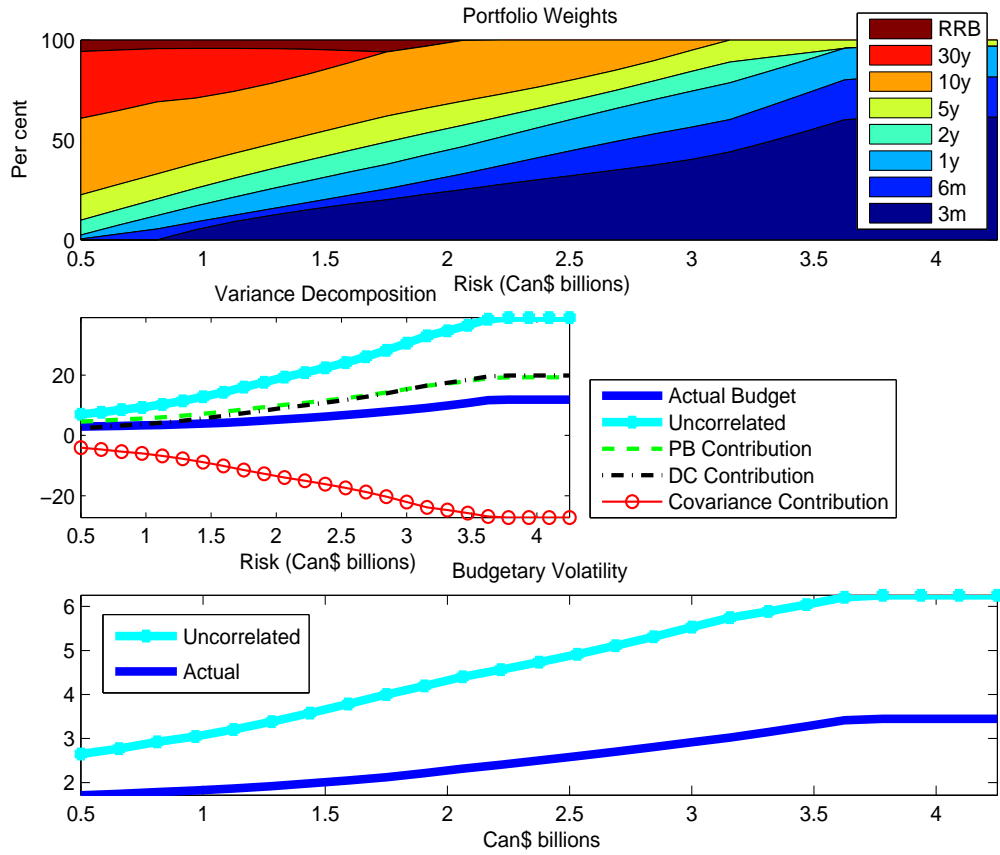 Portfolio Weights
100
50
0
Per cent
RRB
30y
10y
5y
2y
1y
6m
3m
0.5 1 1.5 2 2.5 3 3.5 4
Risk (Can$ billions)
Variance Decomposition
20
0
−20
Actual Budget
Uncorrelated
PB Contribution
DC Contribution
Covariance Contribution
0.5 1 1.5 2 2.5 3 3.5 4
Risk (Can$ billions)
Budgetary Volatility
6
5
4
3
2
Uncorrelated
Actual
0.5 1 1.5 2 2.5 3 3.5 4
Can$ billions